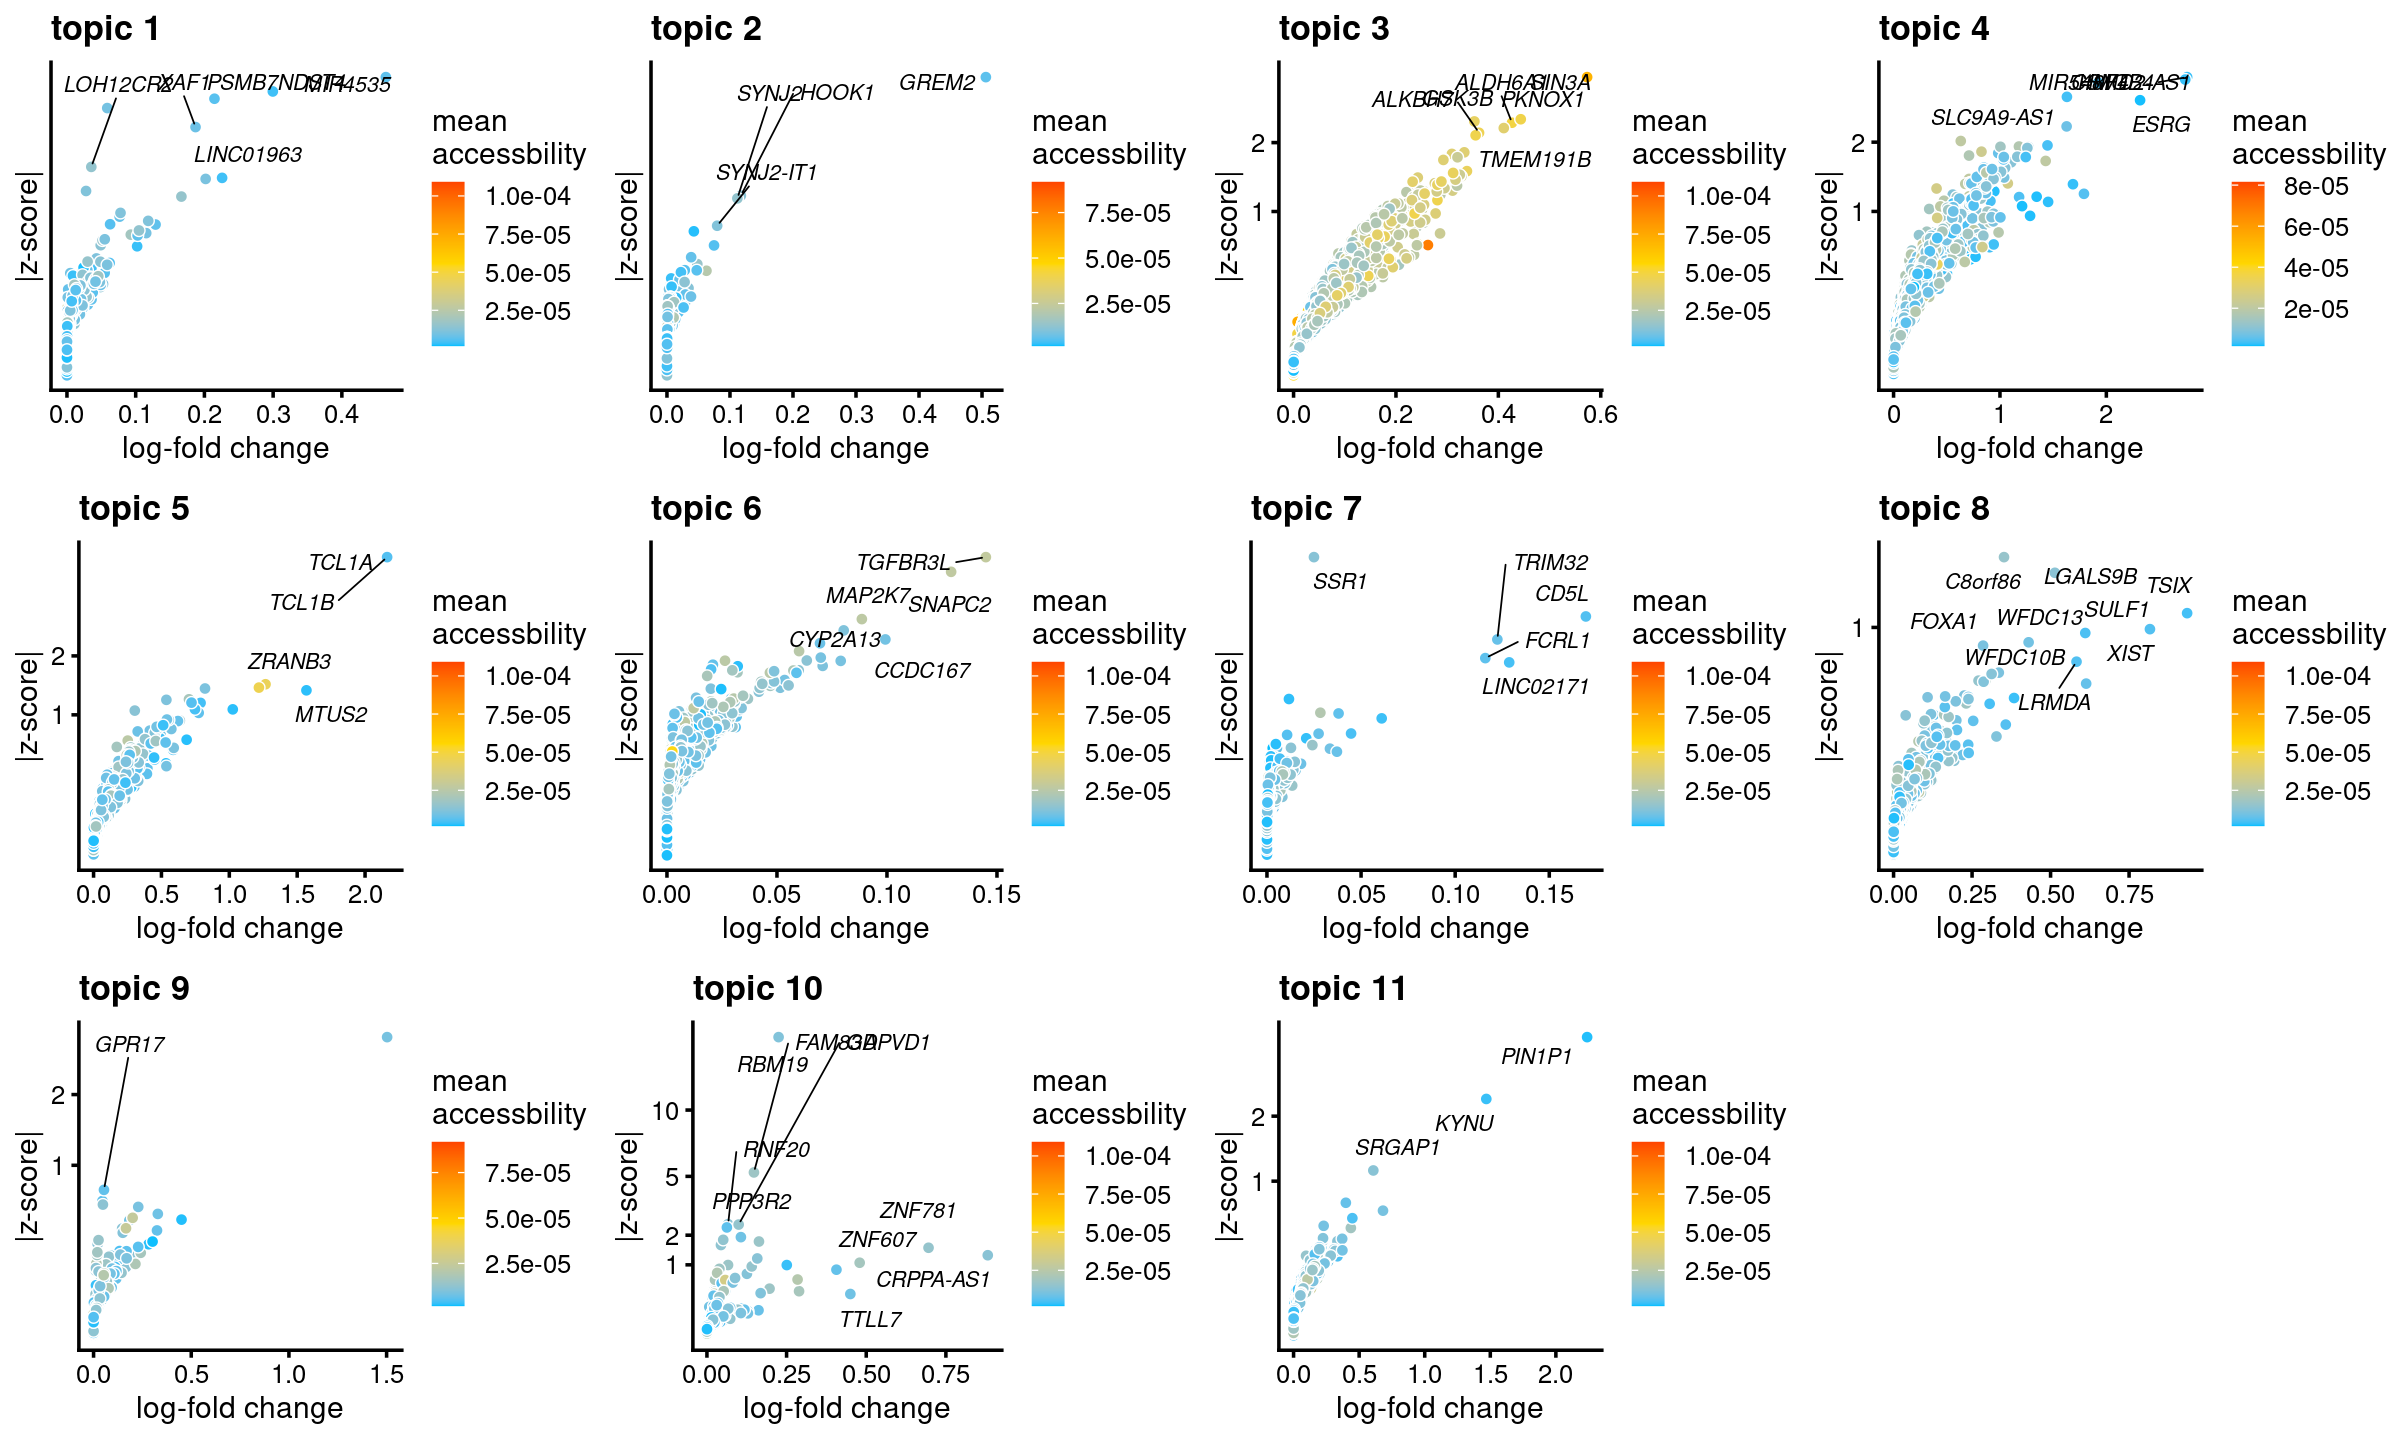 topic 1
LOH12CR2
XAF1
PSMB7
NDST4
MIR4535
LINC01963
|z-score|
0.0 0.1 0.2 0.3 0.4
log-fold change
mean
accessbility
1.0e-04
7.5e-05
5.0e-05
2.5e-05
topic 2
SYNJ2
HOOK1
GREM2
SYNJ2-IT1
|z-score|
0.0 0.1 0.2 0.3 0.4 0.5
log-fold change
mean
accessbility
7.5e-05
5.0e-05
2.5e-05
topic 3
ALDH6A1
SIN3A
ALKBH7
GSK3B
PKNOX1
TMEM191B
2
1
|z-score|
0.0 0.2 0.4 0.6
log-fold change
mean
accessbility
1.0e-04
7.5e-05
5.0e-05
2.5e-05
topic 4
SLC9A9-AS1
ESRG
2
1
|z-score|
0 1 2
log-fold change
mean
accessbility
8e-05
6e-05
4e-05
2e-05
topic 5
TCL1A
TCL1B
ZRANB3
MTUS2
2
1
|z-score|
0.0 0.5 1.0 1.5 2.0
log-fold change
mean
accessbility
1.0e-04
7.5e-05
5.0e-05
2.5e-05
topic 6
TGFBR3L
MAP2K7
SNAPC2
CYP2A13
CCDC167
|z-score|
0.00 0.05 0.10 0.15
log-fold change
mean
accessbility
1.0e-04
7.5e-05
5.0e-05
2.5e-05
topic 7
TRIM32
SSR1
CD5L
FCRL1
LINC02171
|z-score|
0.00 0.05 0.10 0.15
log-fold change
mean
accessbility
1.0e-04
7.5e-05
5.0e-05
2.5e-05
topic 8
C8orf86
LGALS9B
TSIX
FOXA1
WFDC13
SULF1
WFDC10B
XIST
LRMDA
1
|z-score|
0.00 0.25 0.50 0.75
log-fold change
mean
accessbility
1.0e-04
7.5e-05
5.0e-05
2.5e-05
topic 9
GPR17
2
1
|z-score|
0.0 0.5 1.0 1.5
log-fold change
mean
accessbility
7.5e-05
5.0e-05
2.5e-05
topic 10
FAM83A
GAPVD1
RBM19
RNF20
PPP3R2
ZNF781
ZNF607
CRPPA-AS1
TTLL7
10
5
2
1
|z-score|
0.00 0.25 0.50 0.75
log-fold change
mean
accessbility
1.0e-04
7.5e-05
5.0e-05
2.5e-05
topic 11
PIN1P1
KYNU
SRGAP1
2
1
|z-score|
0.0 0.5 1.0 1.5 2.0
log-fold change
mean
accessbility
1.0e-04
7.5e-05
5.0e-05
2.5e-05